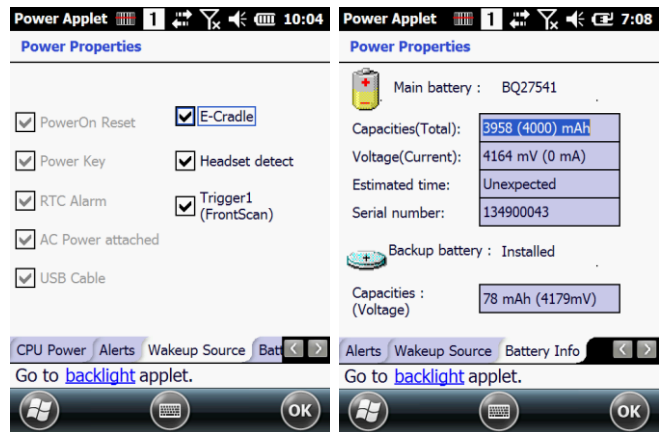 Power Applet 1 10:04
Power Properties
PowerOn Reset
E-Cradle
Power Key
Headset detect
RTC Alarm
Trigger1
(FrontScan)
AC Power attached
USB Cable
CPU Power Alerts Wakeup Source Batt
Go to backlight applet.
OK
Power Applet 1 7:08
Power Properties
Main battery : BQ27541
Capacities(Total): 3958 (4000) mAh
Voltage(Current): 4164 mV (0 mA)
Estimated time: Unexpected
Serial number: 134900043
Backup battery : Installed
Capacities :
(Voltage)
78 mAh (4179mV)
Alerts Wakeup Source Battery Info
Go to backlight applet.
OK